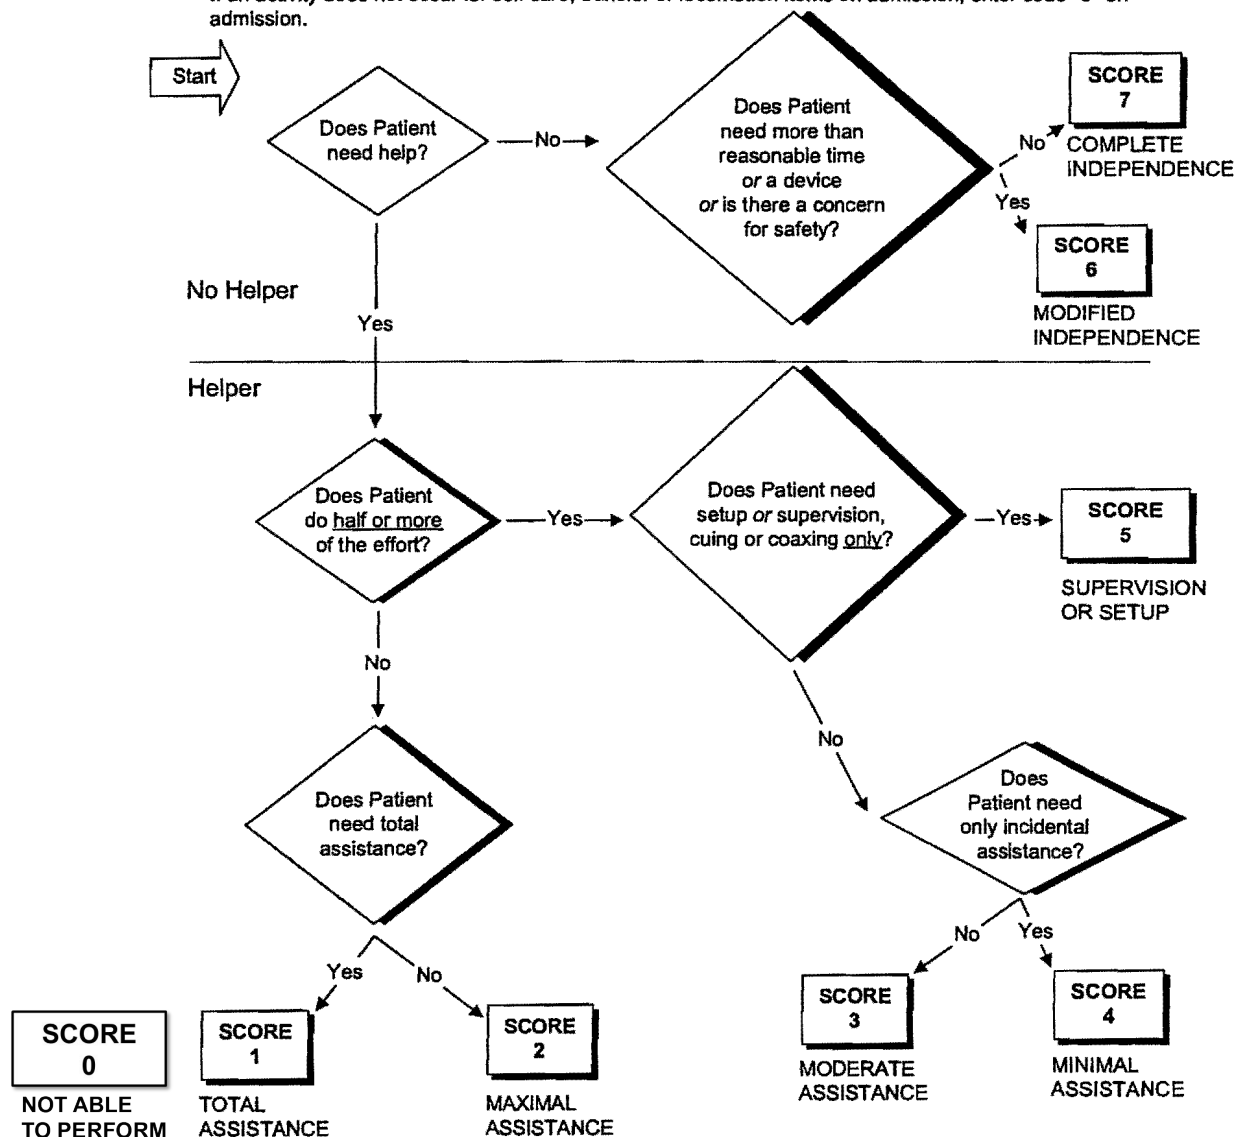 admission.
Start
Does Patient
need help?
No
Does Patient
need more than
reasonable time
or a device
or is there a concern
for safety?
No
SCORE
7
COMPLETE
INDEPENDENCE
Yes
SCORE
6
MODIFIED
INDEPENDENCE
No Helper
Yes
Helper
Does Patient
do half or more
of the effort?
Yes
Does Patient need
setup or supervision,
cuing or coaxing only?
Yes
SCORE
5
SUPERVISION
OR SETUP
No
No
Does Patient
need total
assistance?
Does
Patient need
only incidental
assistance?
Yes
No
No
Yes
SCORE
0
NOT ABLE
TO PERFORM
SCORE
1
TOTAL
ASSISTANCE
SCORE
2
MAXIMAL
ASSISTANCE
SCORE
3
MODERATE
ASSISTANCE
SCORE
4
MINIMAL
ASSISTANCE